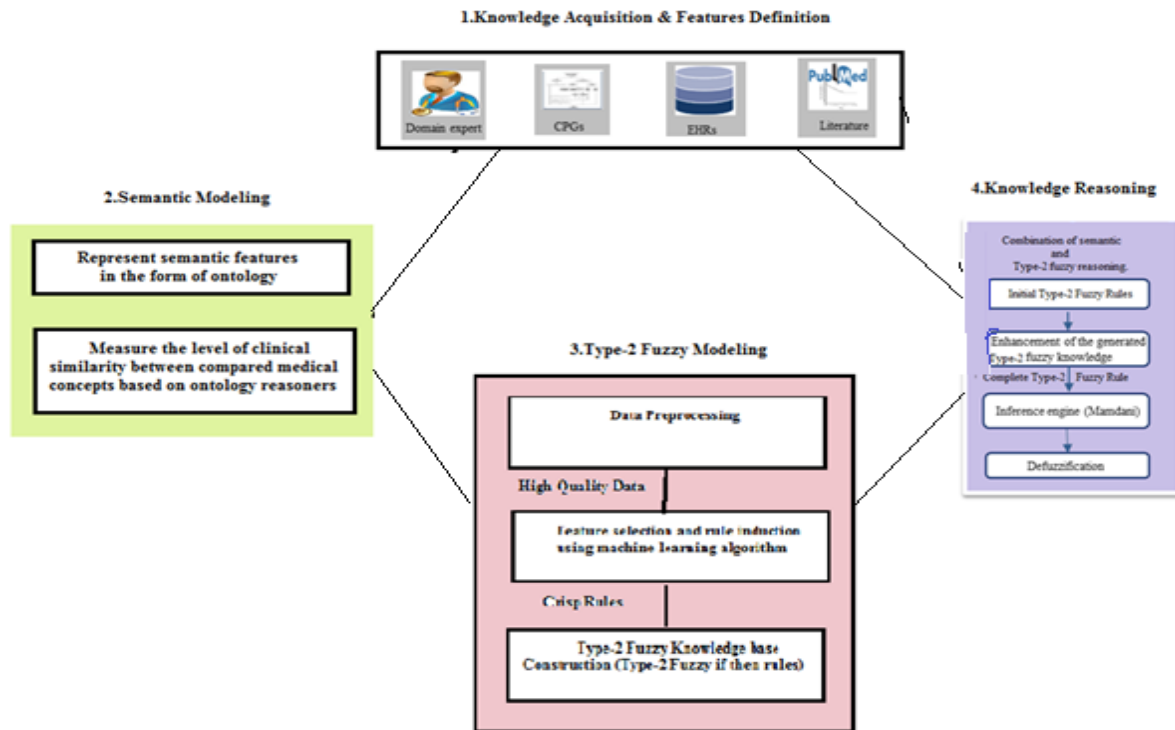 1.Knowledge Acquisition & Features Definition
PubMed
Domain expert
CPGs
EHRs
Literature
2.Semantic Modeling
Represent semantic features
in the form of ontology
Measure the level of clinical
similarity between compared medical
concepts based on ontology reasoners
3.Type-2 Fuzzy Modeling
Data Preprocessing
High Quality Data
Feature selection and rule induction
using machine learning algorithm
Crisp Rules
Type-2 Fuzzy Knowledge base
Construction (Type-2 Fuzzy if then rules)
4.Knowledge Reasoning
Combination of semantic
and
Type-2 fuzzy reasoning.
Initial Type-2 Fuzzy Rules
Enhancement of the generated
Type-2 fuzzy knowledge
Complete Type-2 Fuzzy Rule
Inference engine (Mamdani)
Defuzzification